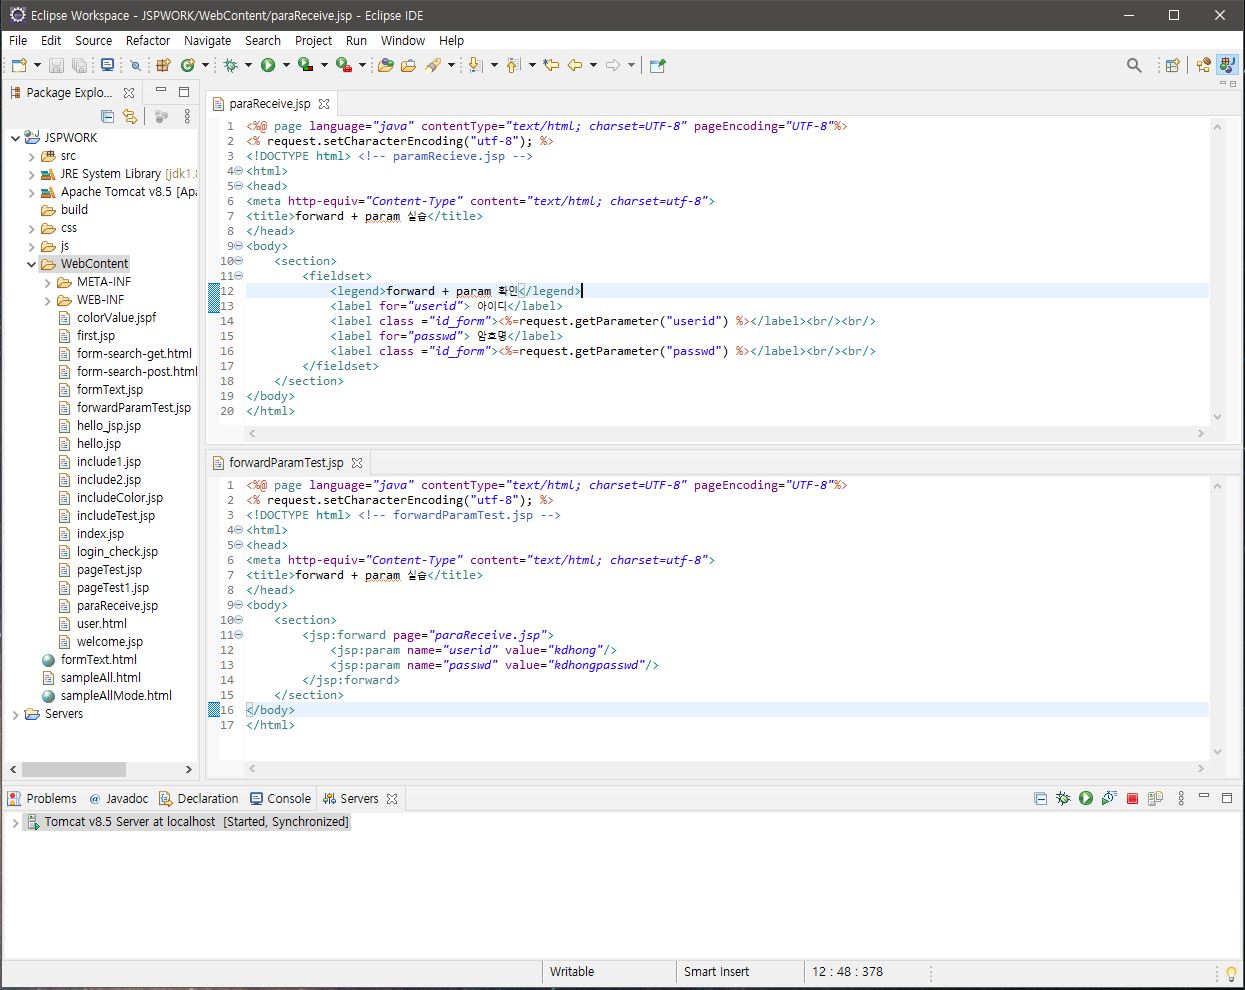 Eclipse Workspace - JSPWORK/WebContent/paraReceive.jsp - Eclipse IDE
File Edit Source Refactor Navigate Search Project Run Window Help
Package Explo...
JSPWORK
src
JRE System Library [jdk1.8
Apache Tomcat v8.5 [Apa
build
css
js
WebContent
META-INF
WEB-INF
colorValue.jspf
first.jsp
form-search-get.html
form-search-post.html
formText.jsp
forwardParamTest.jsp
hello_jsp.jsp
hello.jsp
include1.jsp
include2.jsp
includeColor.jsp
includeTest.jsp
index.jsp
login_check.jsp
pageTest.jsp
pageTest1.jsp
paraReceive.jsp
user.html
welcome.jsp
formText.html
sampleAll.html
sampleAllMode.html
Servers
paraReceive.jsp
1 <%@ page language="java" contentType="text/html; charset=UTF-8" pageEncoding="UTF-8"%>
2 <% request.setCharacterEncoding("utf-8"); %>
3 <!DOCTYPE html> <!-- paramRecieve.jsp -->
4 <html>
5 <head>
6 <meta http-equiv="Content-Type" content="text/html; charset=utf-8">
7 <title>forward + param 실습</title>
8 </head>
9 <body>
10 <section>
11 <fieldset>
12 <legend>forward + param 확인</legend>
13 <label for="userid"> 아이디</label>
14 <label class ="id_form"><%=request.getParameter("userid") %></label><br/><br/>
15 <label for="passwd"> 암호명</label>
16 <label class ="id_form"><%=request.getParameter("passwd") %></label><br/><br/>
17 </fieldset>
18 </section>
19 </body>
20 </html>
forwardParamTest.jsp
1 <%@ page language="java" contentType="text/html; charset=UTF-8" pageEncoding="UTF-8"%>
2 <% request.setCharacterEncoding("utf-8"); %>
3 <!DOCTYPE html> <!-- forwardParamTest.jsp -->
4 <html>
5 <head>
6 <meta http-equiv="Content-Type" content="text/html; charset=utf-8">
7 <title>forward + param 실습</title>
8 </head>
9 <body>
10 <section>
11 <jsp:forward page="paraReceive.jsp">
12 <jsp:param name="userid" value="kdhong"/>
13 <jsp:param name="passwd" value="kdhongpasswd"/>
14 </jsp:forward>
15 </section>
16 </body>
17 </html>
Problems @ Javadoc Declaration Console Servers
Tomcat v8.5 Server at localhost [Started, Synchronized]
Writable Smart Insert 12 : 48 : 378